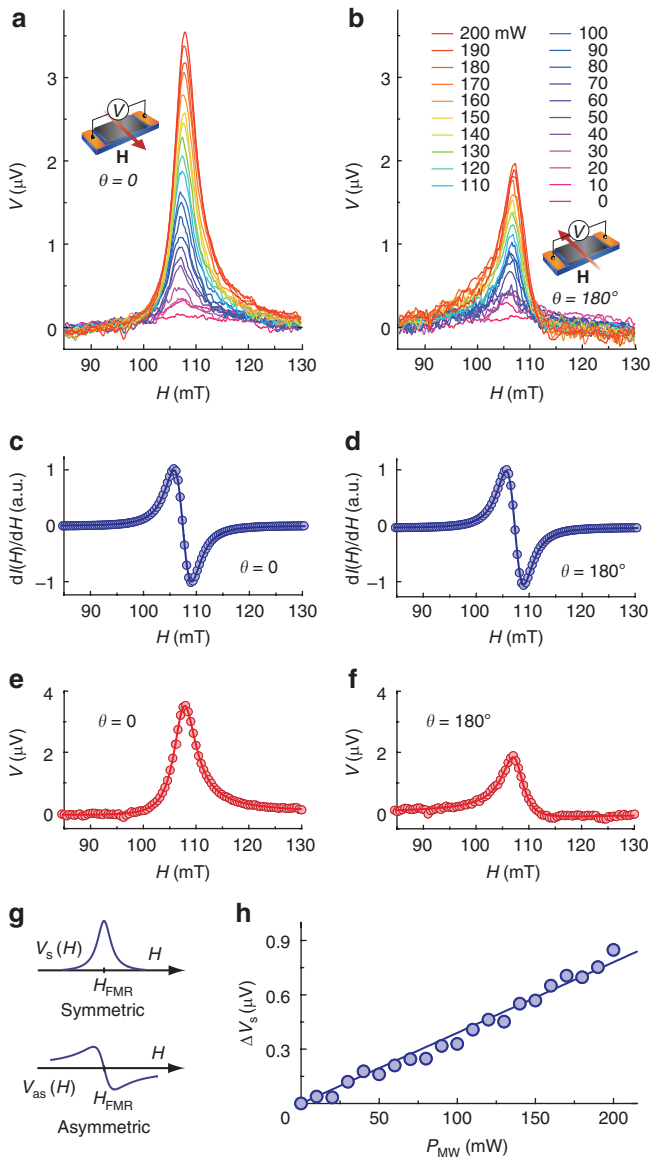 a
V (μV)
3
2
1
0
90
100
110
120
130
H (mT)
V
H
θ = 0
b
200 mW
190
180
170
160
150
140
130
120
110
100
90
80
70
60
50
40
30
20
10
0
V (μV)
3
2
1
0
90
100
110
120
130
H (mT)
V
H
θ = 180°
c
dI(H)/dH (a.u.)
1
0
−1
90
100
110
120
130
H (mT)
θ = 0
d
dI(H)/dH (a.u.)
1
0
−1
90
100
110
120
130
H (mT)
θ = 180°
e
V (μV)
4
2
0
90
100
110
120
130
H (mT)
θ = 0
f
V (μV)
4
2
0
90
100
110
120
130
H (mT)
θ = 180°
g
Vs (H)
H
HFMR
Symmetric
H
Vas (H)
HFMR
Asymmetric
h
ΔVs (μV)
0.9
0.6
0.3
0
50
100
150
200
PMW (mW)